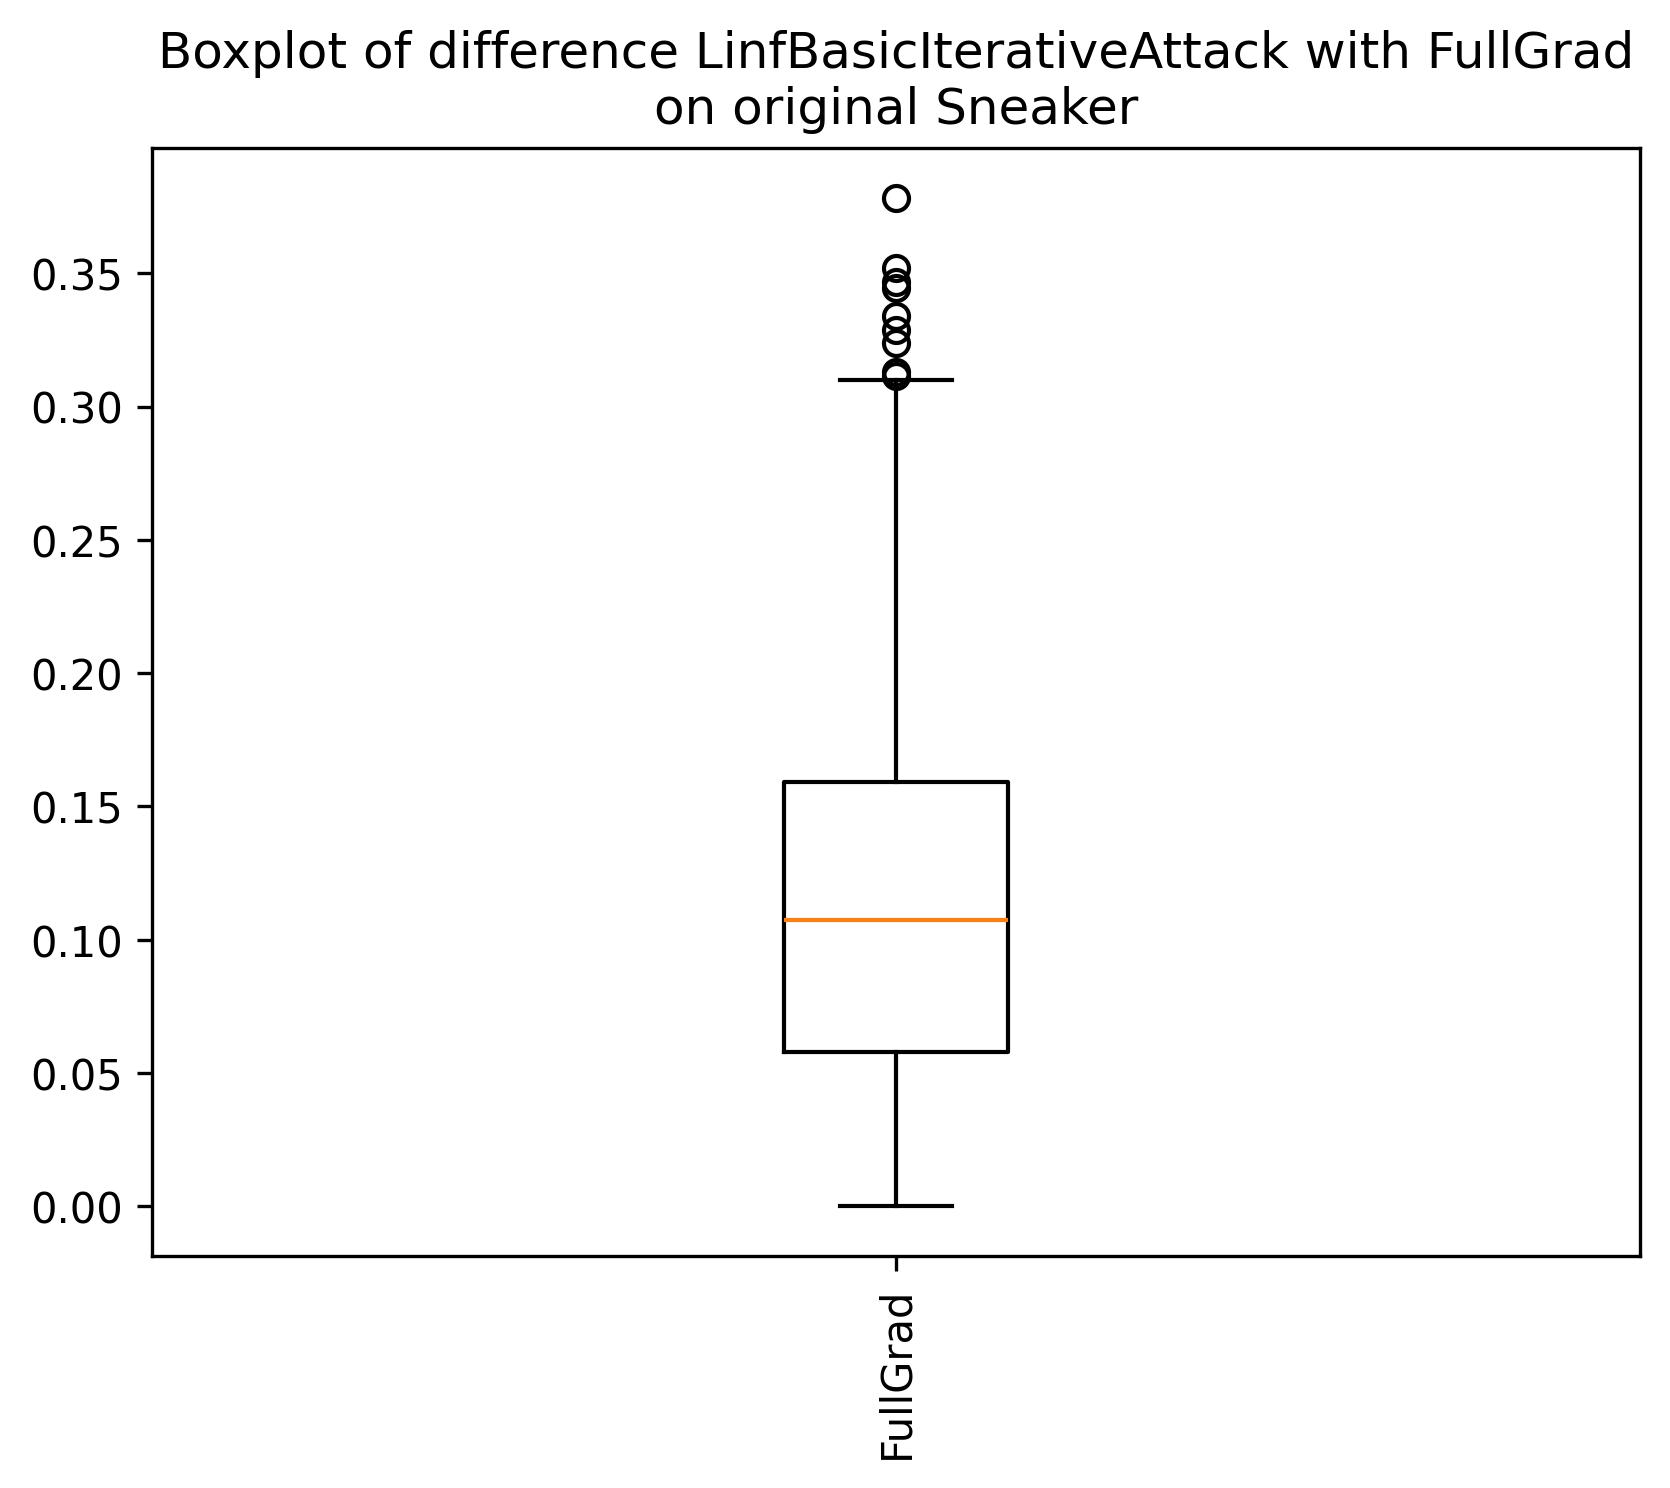 Boxplot of difference LinfBasicIterativeAttack with FullGrad
on original Sneaker
0.35
0.30
0.25
0.20
0.15
0.10
0.05
0.00
FullGrad